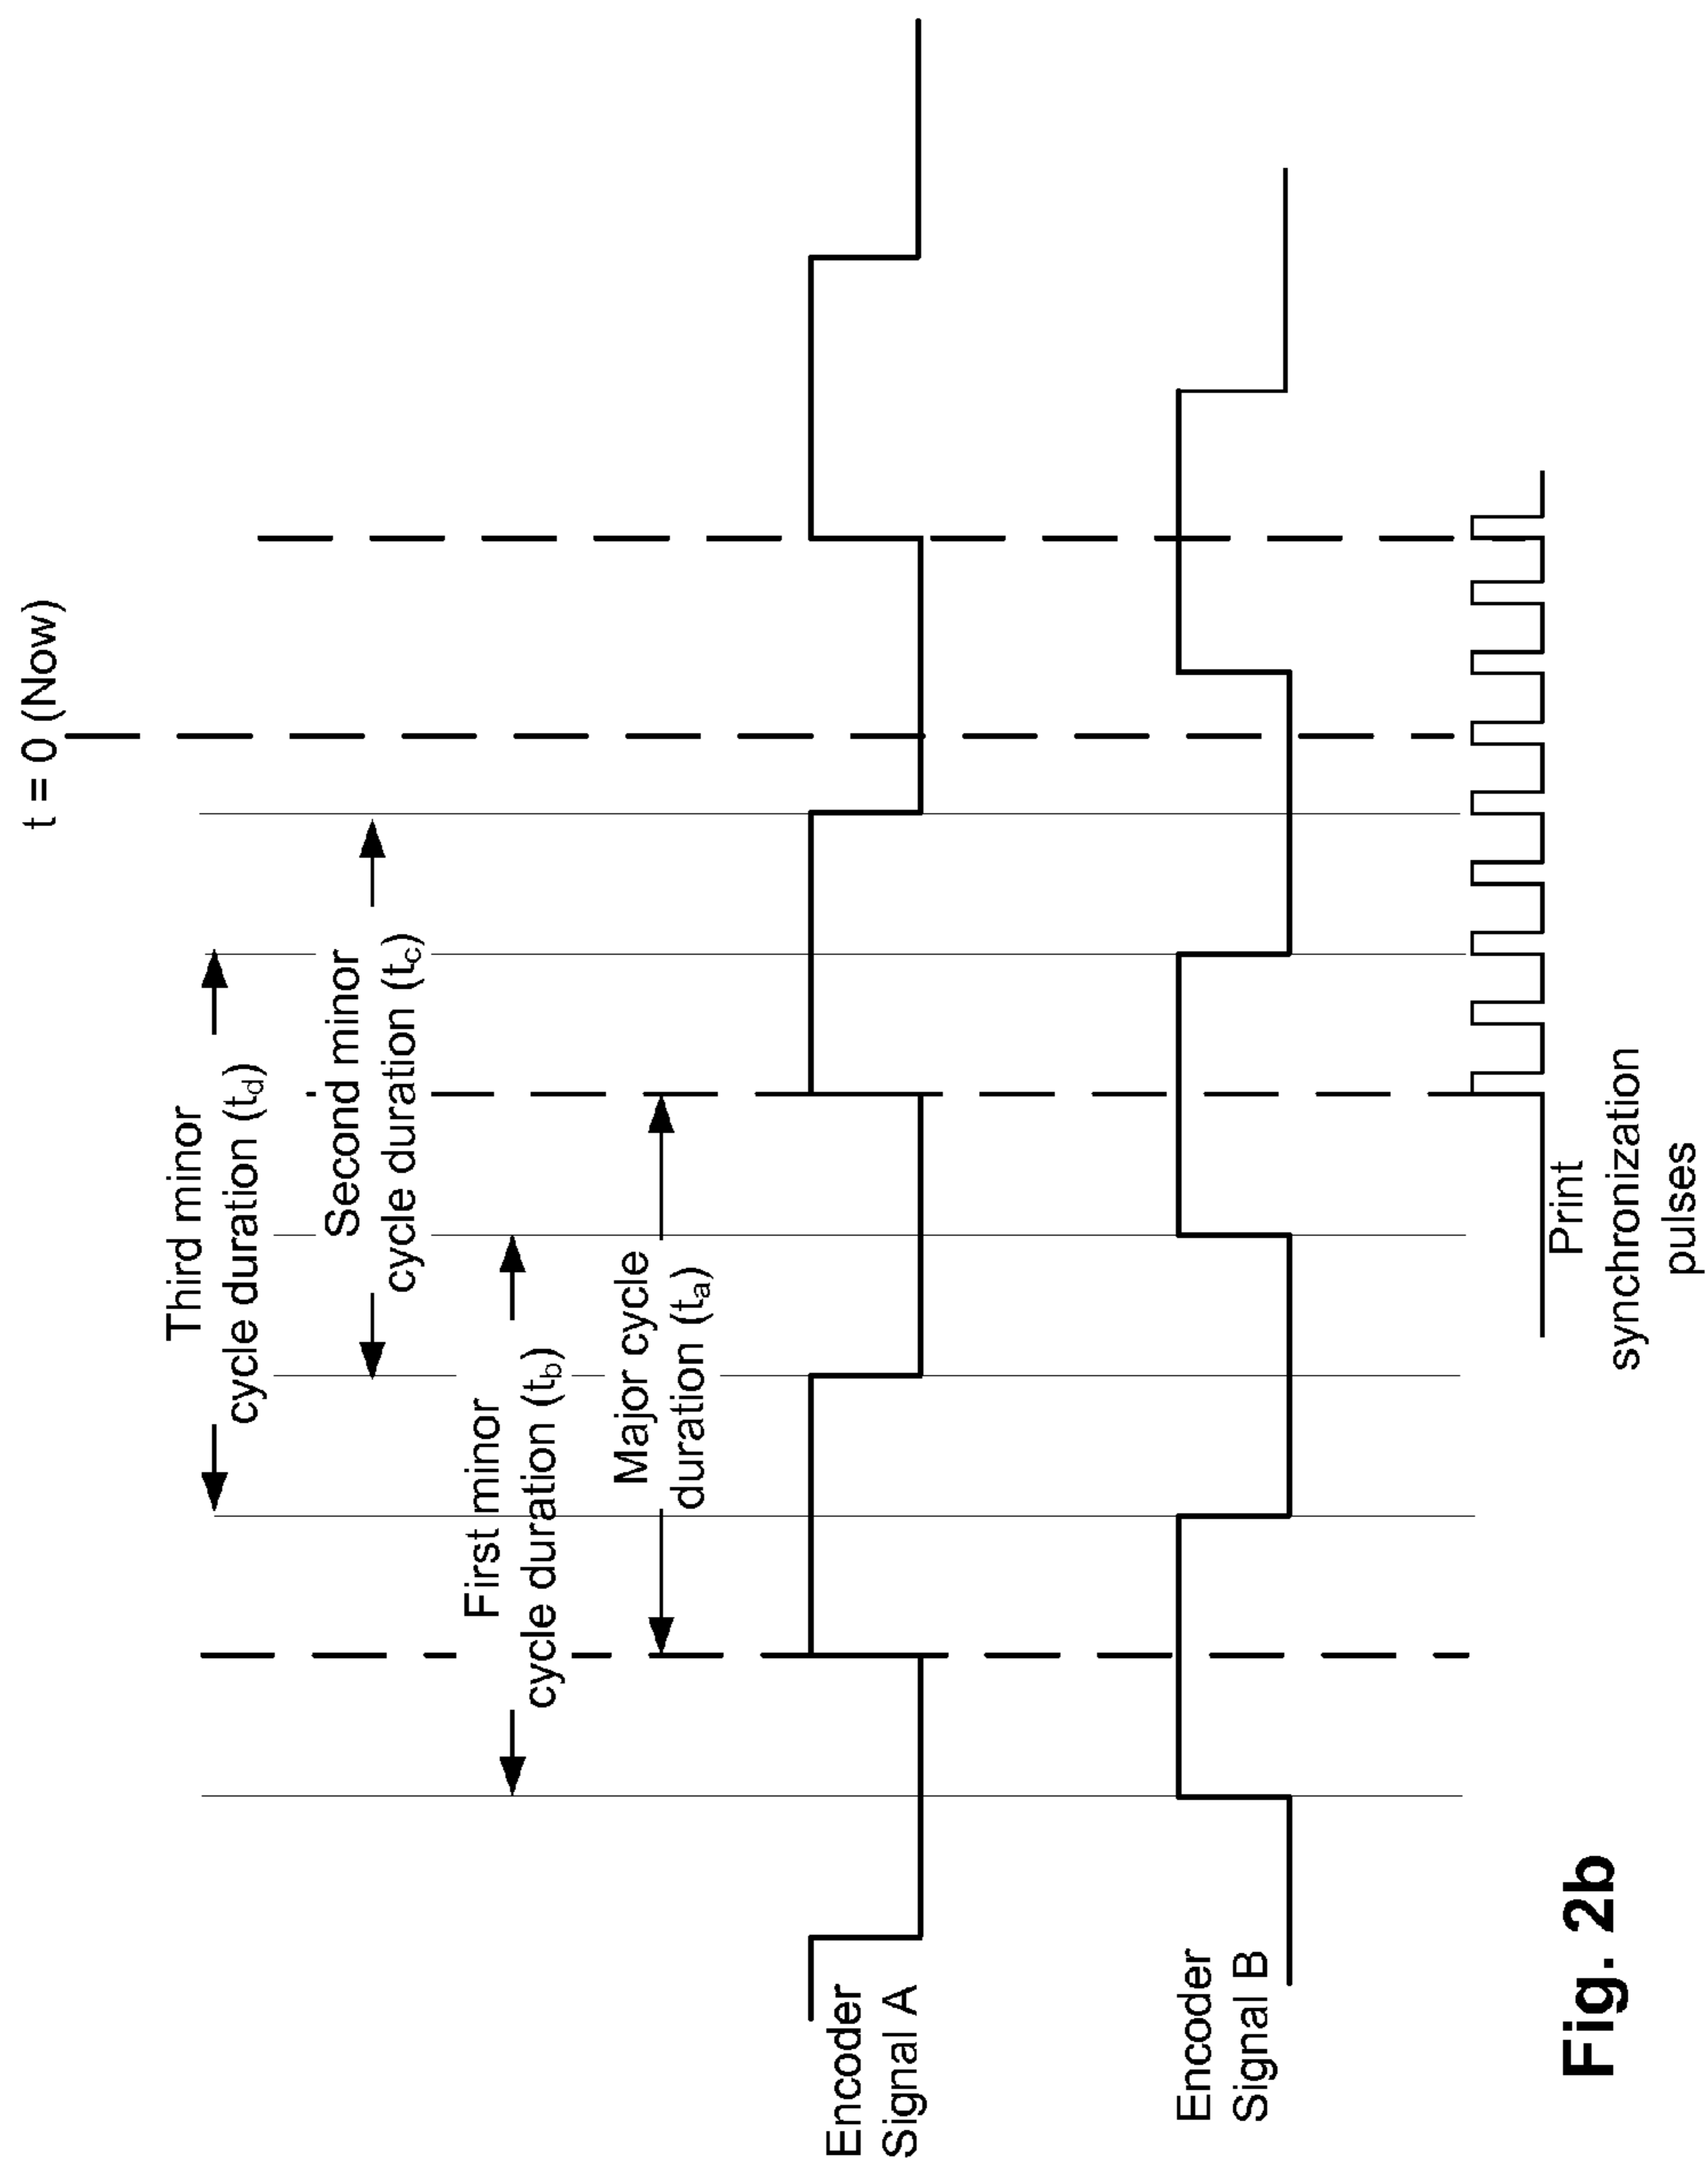 t = 0 (Now)
Third minor
cycle duration (td)
Second minor
cycle duration (tc)
First minor
cycle duration (tb)
Major cycle
duration (ta)
Encoder
Signal A
Encoder
Signal B
Print
synchronization
pulses
Fig. 2b